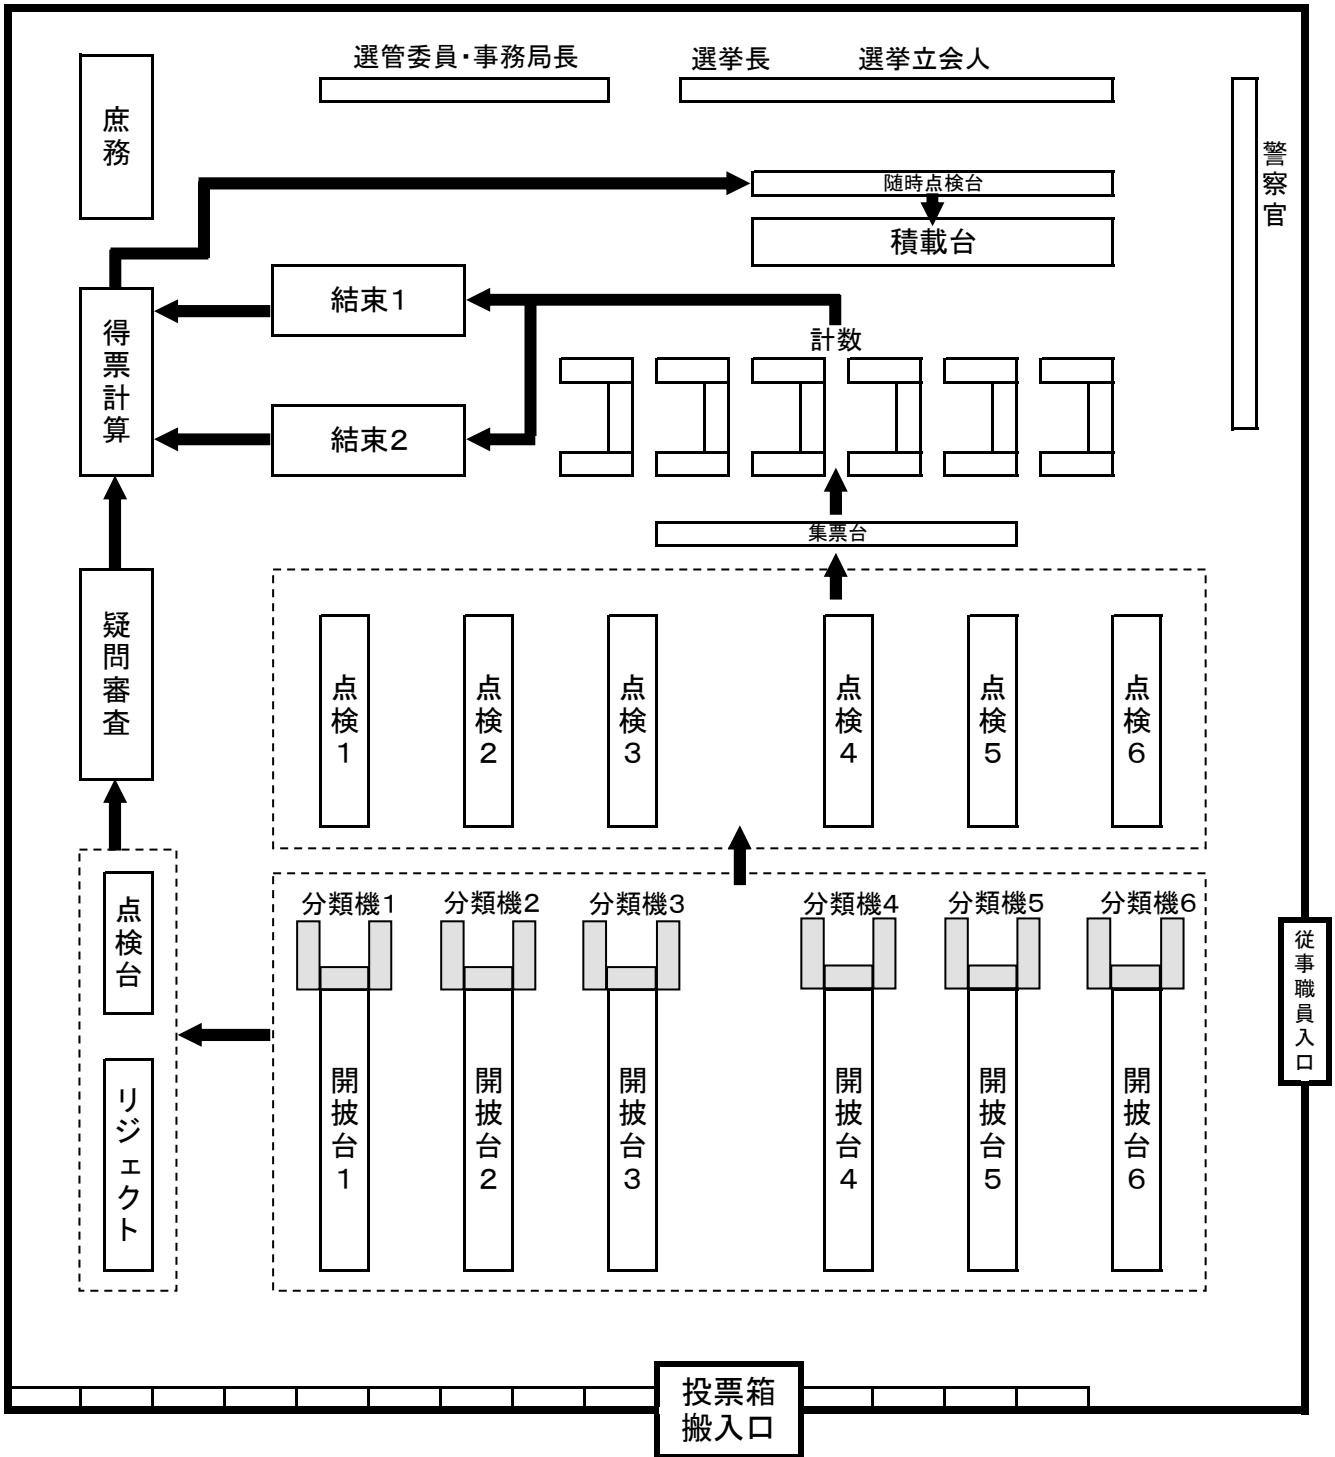 選管委員・事務局長
選挙長
選挙立会人
庶務
警察官
随時点検台
積載台
結束1
計数
得票計算
結束2
集票台
疑問審査
点検1
点検2
点検3
点検4
点検5
点検6
分類機1
分類機2
分類機3
分類機4
分類機5
分類機6
点検台
従事職員入口
リジェクト
開披台1
開披台2
開披台3
開披台4
開披台5
開披台6
投票箱
搬入口